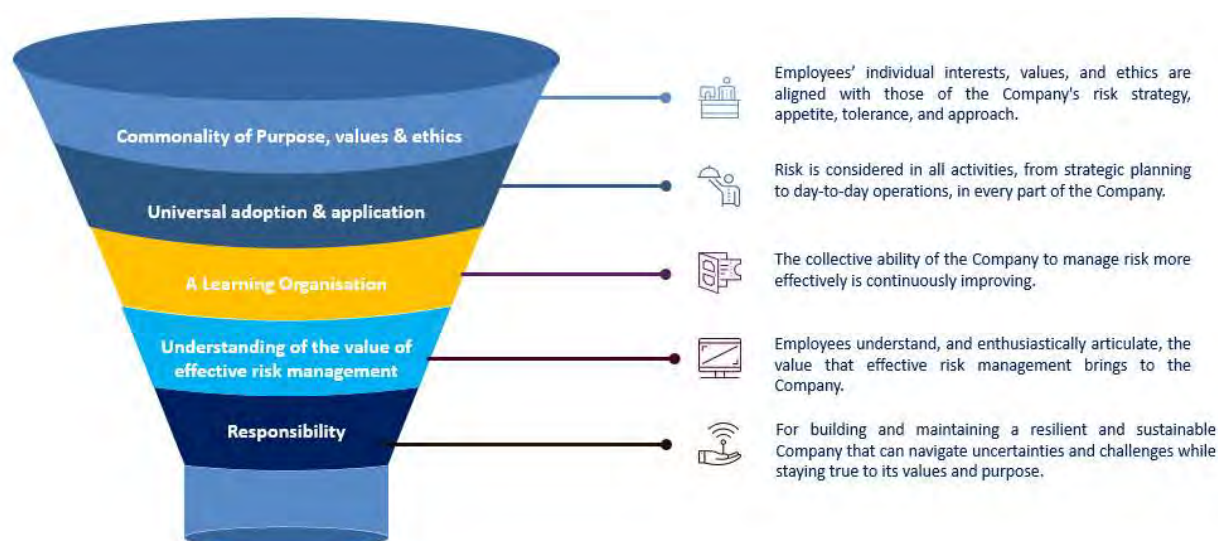 Commonality of Purpose, values & ethics
Employees' individual interests, values, and ethics are
aligned with those of the Company's risk strategy,
appetite, tolerance, and approach.
Universal adoption & application
Risk is considered in all activities, from strategic planning
to day-to-day operations, in every part of the Company.
A Learning Organisation
The collective ability of the Company to manage risk more
effectively is continuously improving.
Understanding of the value of
effective risk management
Employees understand, and enthusiastically articulate, the
value that effective risk management brings to the
Company.
Responsibility
For building and maintaining a resilient and sustainable
Company that can navigate uncertainties and challenges while
staying true to its values and purpose.